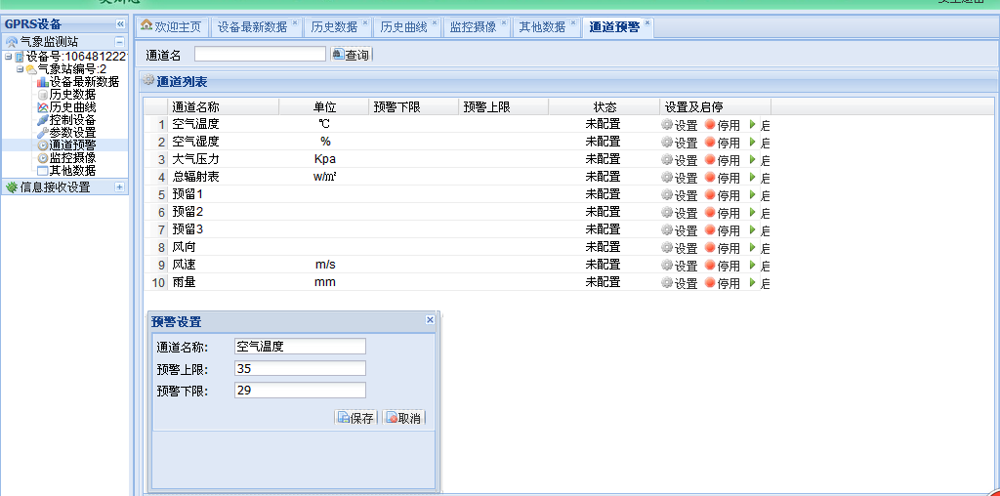 GPRS设备
气象监测站
设备号:106481222
气象站编号:2
设备最新数据
历史数据
历史曲线
控制设备
参数设置
通道预警
监控摄像
其他数据
信息接收设置
欢迎主页 设备最新数据 历史数据 历史曲线 监控摄像 其他数据 通道预警
通道名 查询
通道列表
通道名称 单位 预警下限 预警上限 状态 设置及启停
1 空气温度 ℃ 未配置 设置 停用 启
2 空气湿度 % 未配置 设置 停用 启
3 大气压力 Kpa 未配置 设置 停用 启
4 总辐射表 w/㎡ 未配置 设置 停用 启
5 预留1 未配置 设置 停用 启
6 预留2 未配置 设置 停用 启
7 预留3 未配置 设置 停用 启
8 风向 未配置 设置 停用 启
9 风速 m/s 未配置 设置 停用 启
10 雨量 mm 未配置 设置 停用 启
预警设置
通道名称: 空气温度
预警上限: 35
预警下限: 29
保存 取消